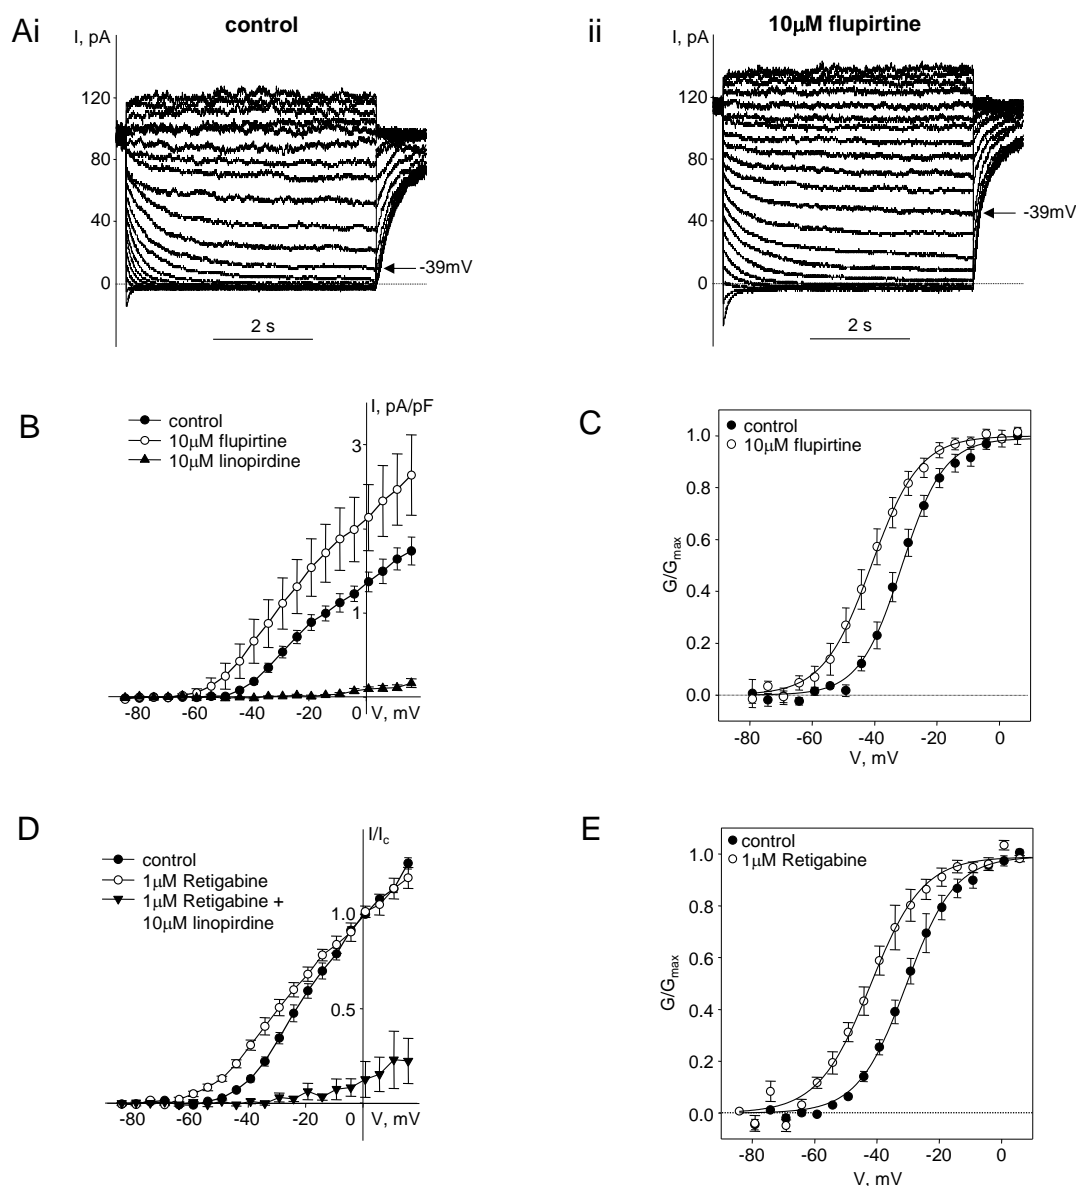 Ai
control
I, pA
120
80
40
0
-39mV
2 s
ii
10μM flupirtine
I, pA
120
80
40
0
-39mV
2 s
B
control
10μM flupirtine
10μM linopirdine
I, pA/pF
3
1
-80 -60 -40 -20 0 V, mV
C
control
10μM flupirtine
G/Gmax
1.0
0.8
0.6
0.4
0.2
0.0
-80 -60 -40 -20 0
V, mV
D
control
1μM Retigabine
1μM Retigabine +
10μM linopirdine
I/Ic
1.0
0.5
-80 -60 -40 -20 0 V, mV
E
control
1μM Retigabine
G/Gmax
1.0
0.8
0.6
0.4
0.2
0.0
-80 -60 -40 -20 0
V, mV